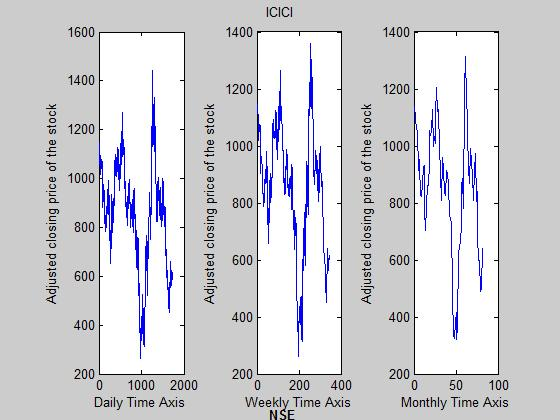 ICICI
1600
1400
1200
1000
800
600
400
200
0 1000 2000
Adjusted closing price of the stock
Daily Time Axis
1400
1200
1000
800
600
400
200
0 200 400
Adjusted closing price of the stock
Weekly Time Axis
1400
1200
1000
800
600
400
200
0 50 100
Adjusted closing price of the stock
Monthly Time Axis
NSE